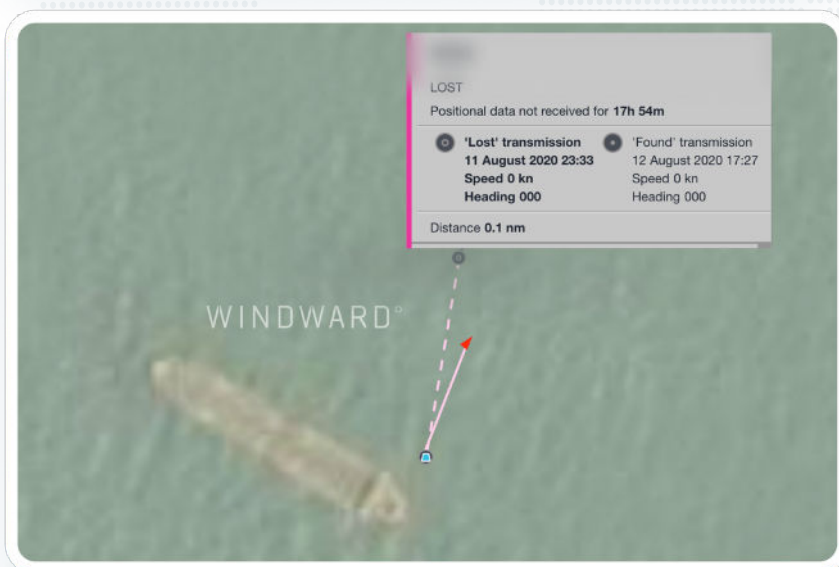 LOST
Positional data not received for 17h 54m
'Lost' transmission
11 August 2020 23:33
Speed 0 kn
Heading 000
'Found' transmission
12 August 2020 17:27
Speed 0 kn
Heading 000
Distance 0.1 nm
WINDWARD°